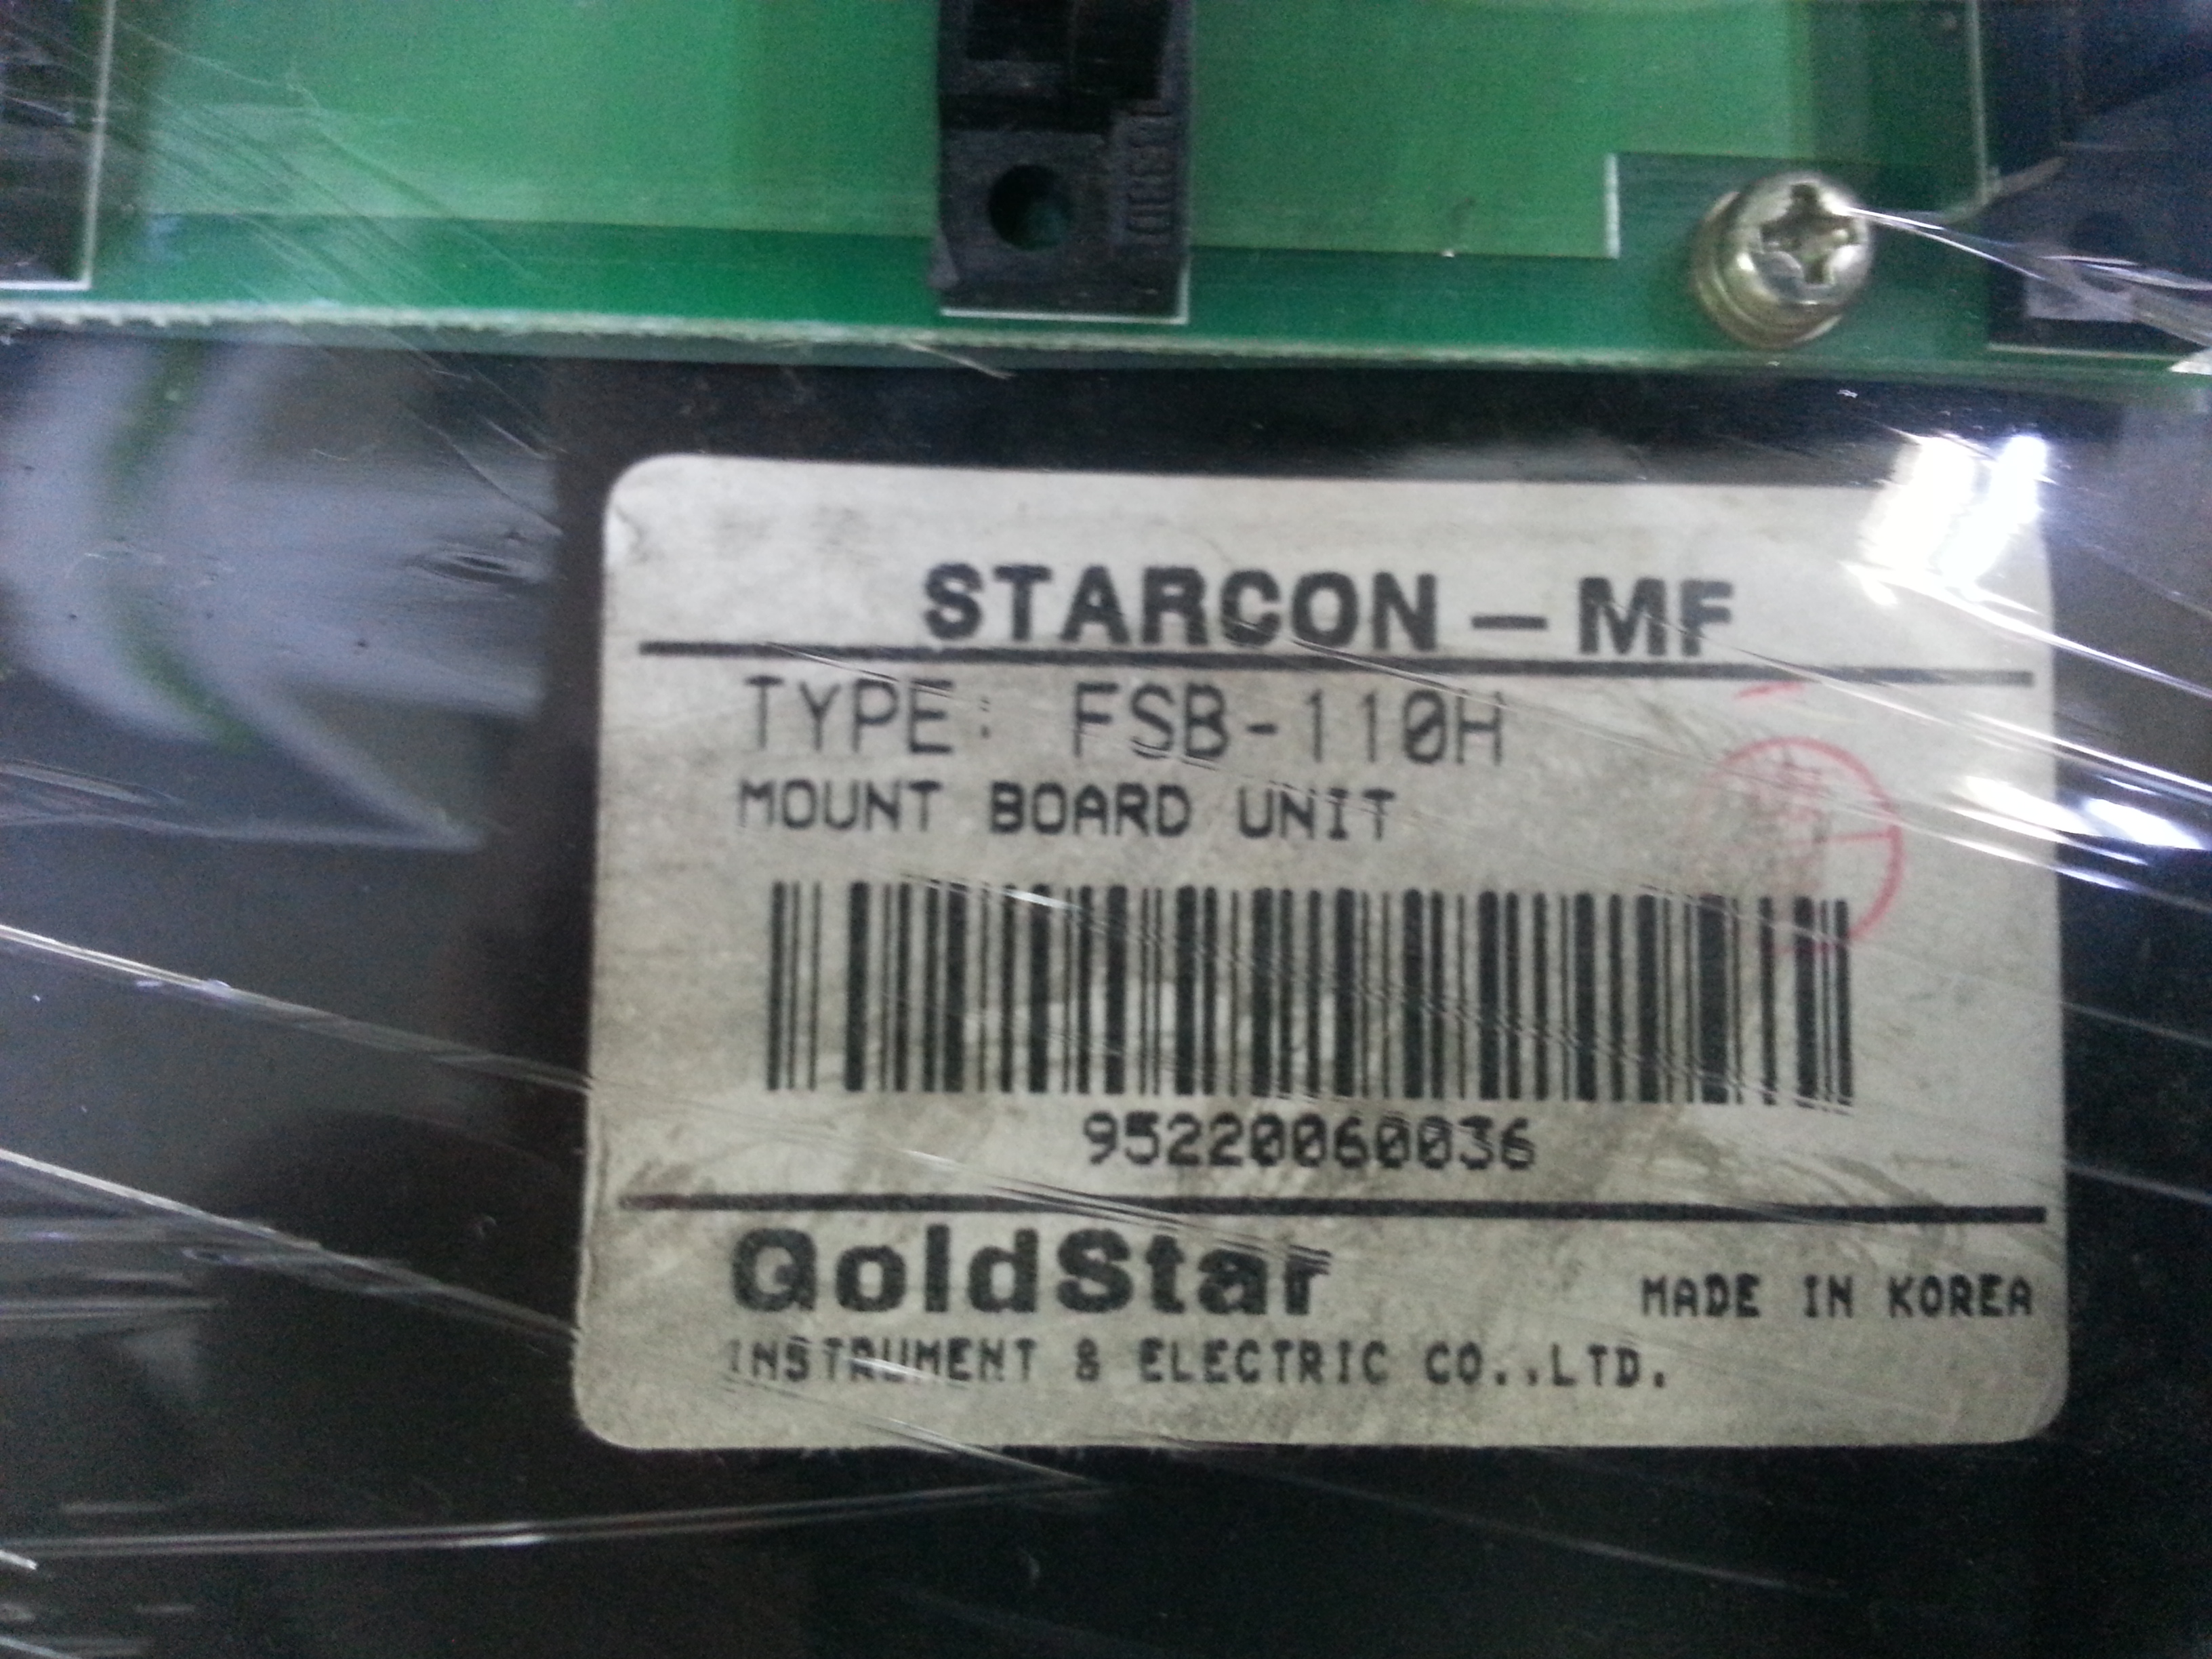 STARCON-MF
TYPE: FSB-110H
MOUNT BOARD UNIT
95220060036
GoldStar
MADE IN KOREA
INSTRUMENT & ELECTRIC CO.,LTD.